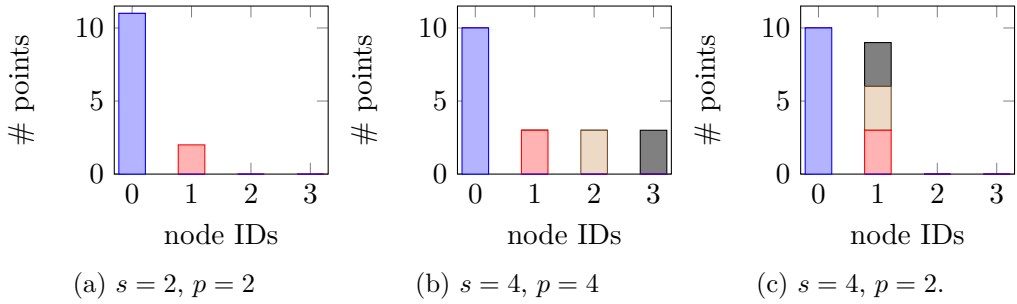 10
5
0
# points
0 1 2 3
node IDs
(a) s = 2, p = 2
10
5
0
# points
0 1 2 3
node IDs
(b) s = 4, p = 4
10
5
0
# points
0 1 2 3
node IDs
(c) s = 4, p = 2.